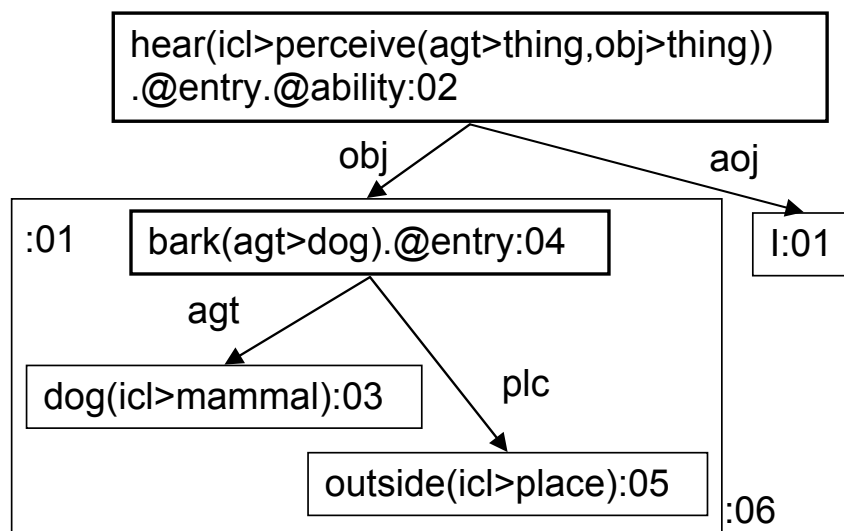 hear(icl>perceive(agt>thing,obj>thing))
.@entry.@ability:02
obj
aoj
:01
bark(agt>dog).@entry:04
I:01
agt
plc
dog(icl>mammal):03
outside(icl>place):05
:06